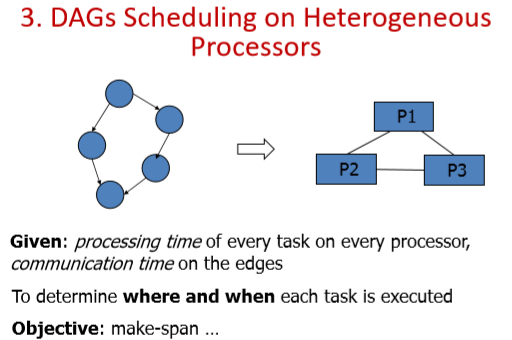 3. DAGs Scheduling on Heterogeneous
Processors
P1
P2
P3
Given: processing time of every task on every processor,
communication time on the edges
To determine where and when each task is executed
Objective: make-span ...